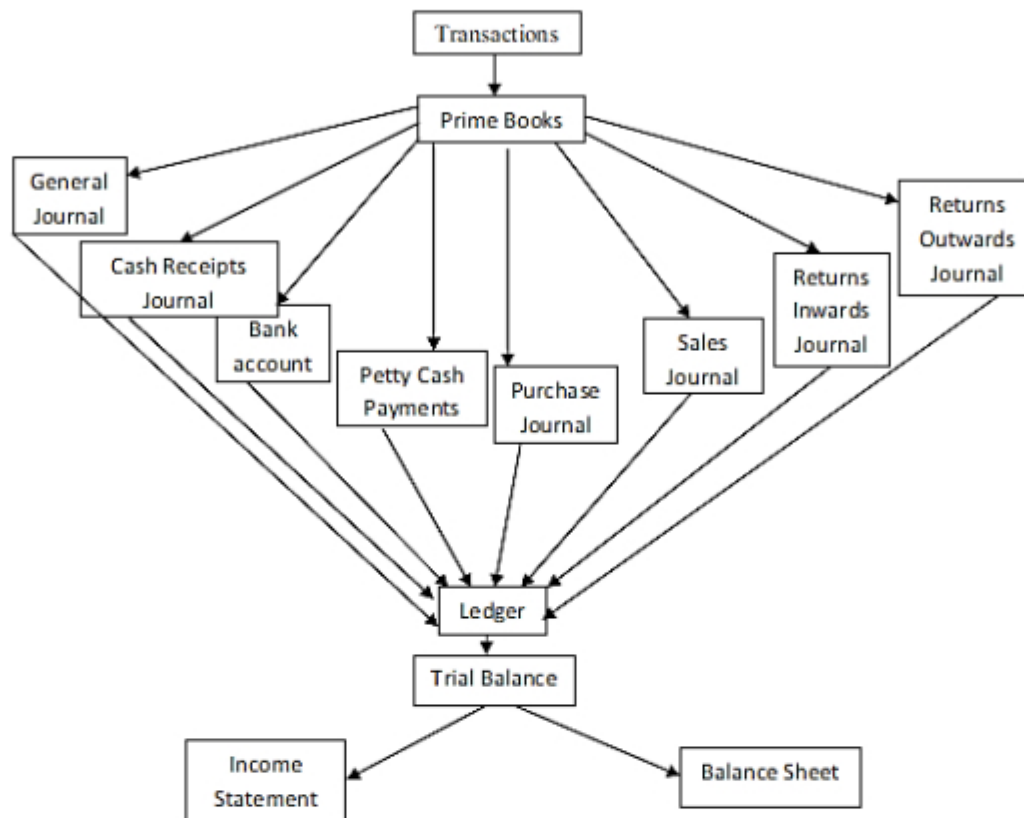 Transactions
Prime Books
General
Journal
Cash Receipts
Journal
Bank
account
Petty Cash
Payments
Purchase
Journal
Sales
Journal
Returns
Inwards
Journal
Returns
Outwards
Journal
Ledger
Trial Balance
Income
Statement
Balance Sheet